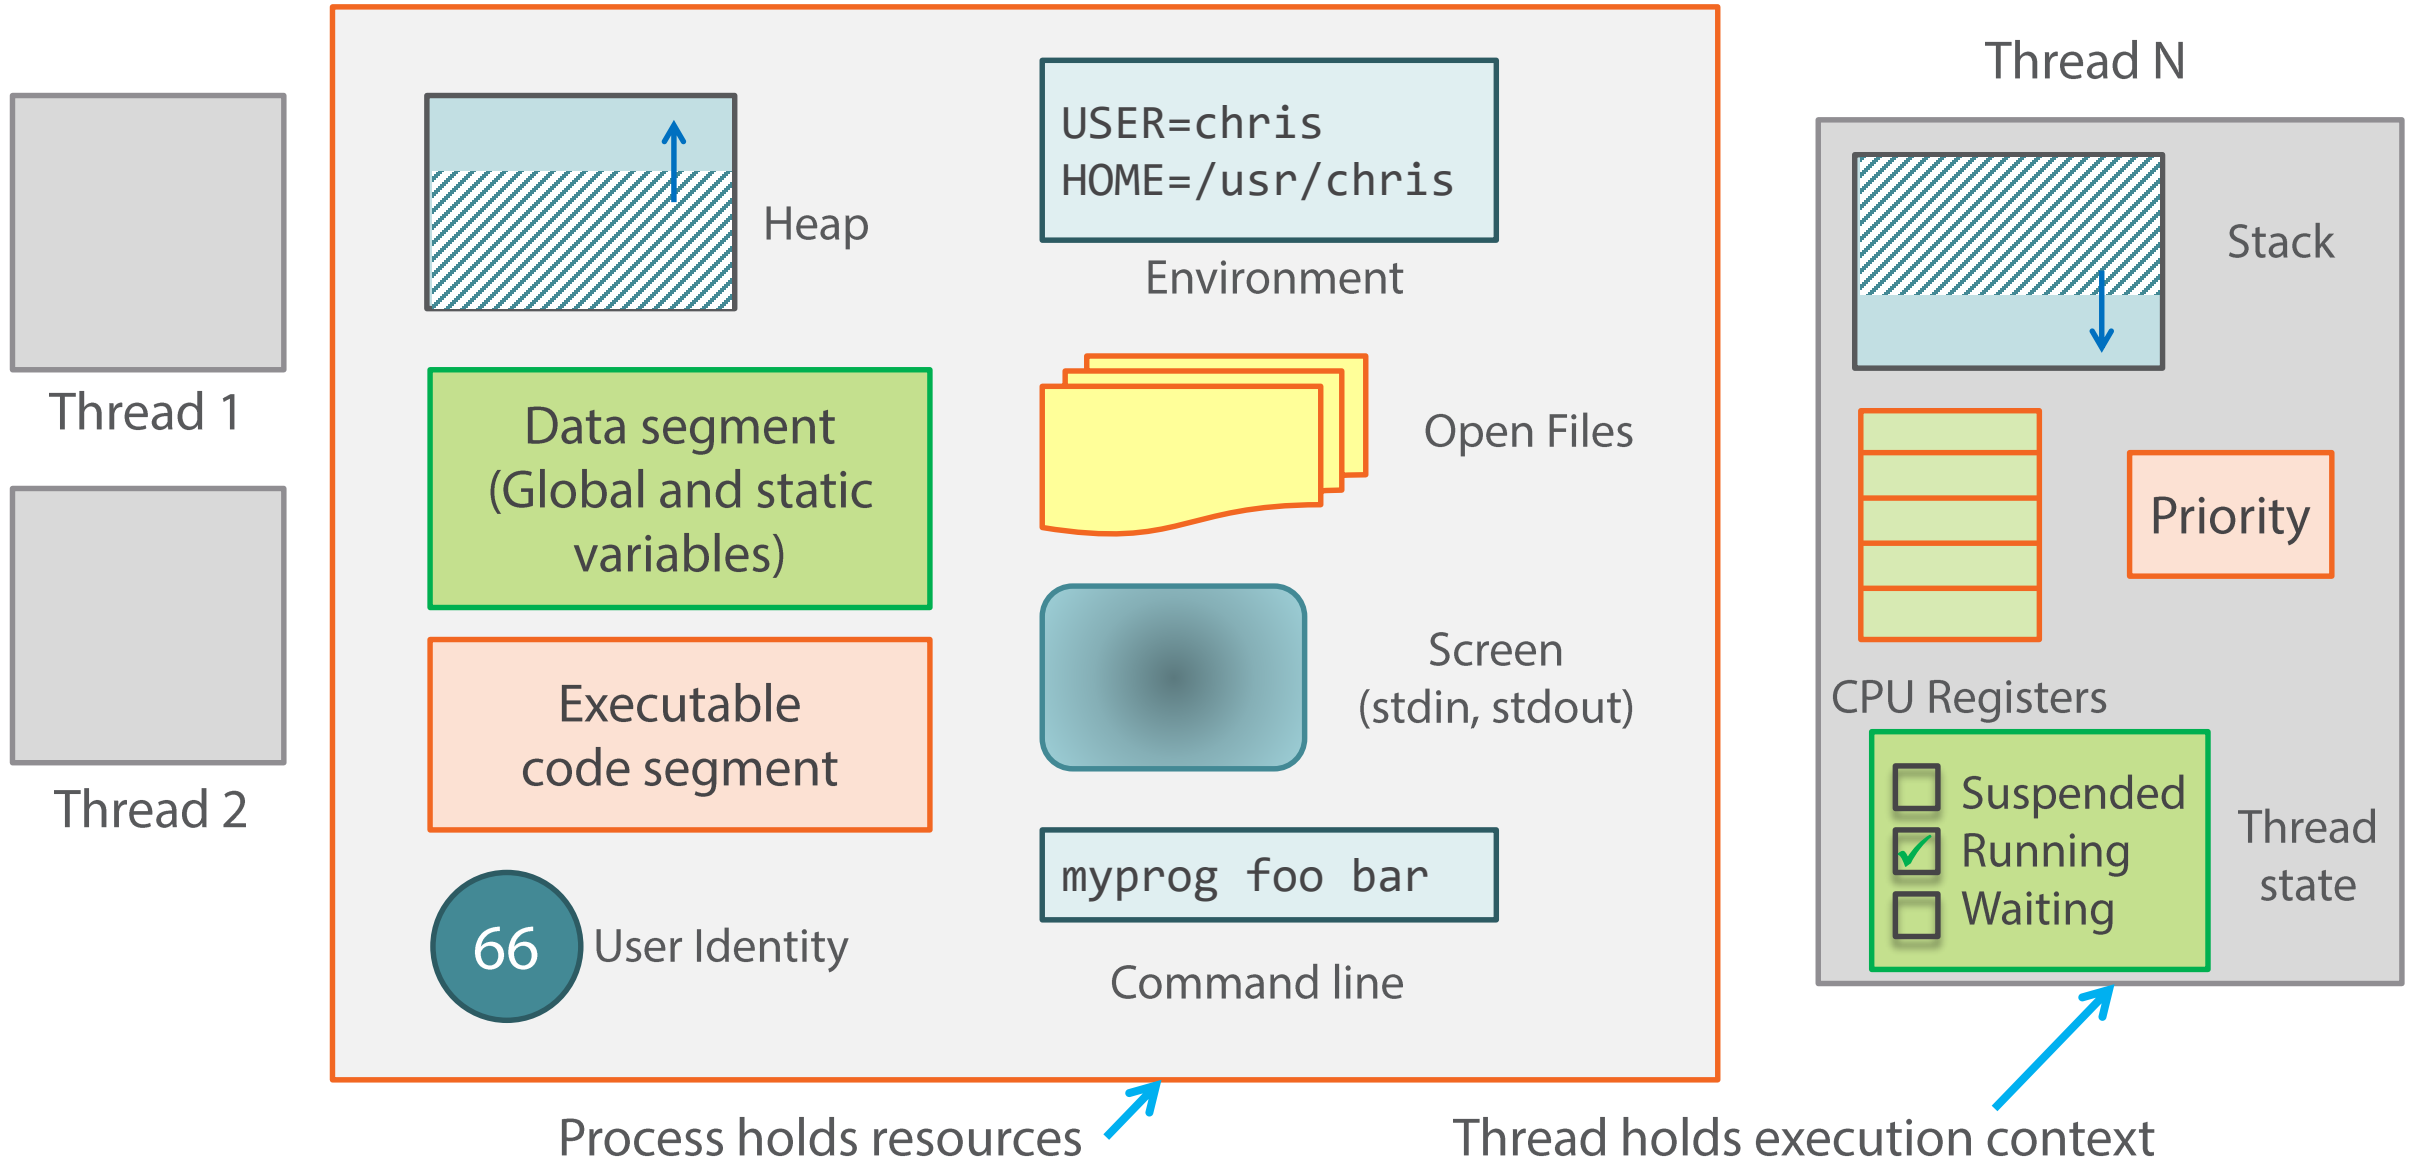 Thread 1
Thread 2
Heap
Data segment
(Global and static
variables)
Executable
code segment
66
User Identity
USER=chris
HOME=/usr/chris
Environment
Open Files
Screen
(stdin, stdout)
myprog foo bar
Command line
Process holds resources
Thread N
Stack
Priority
CPU Registers
Suspended
Running
Waiting
Thread
state
Thread holds execution context